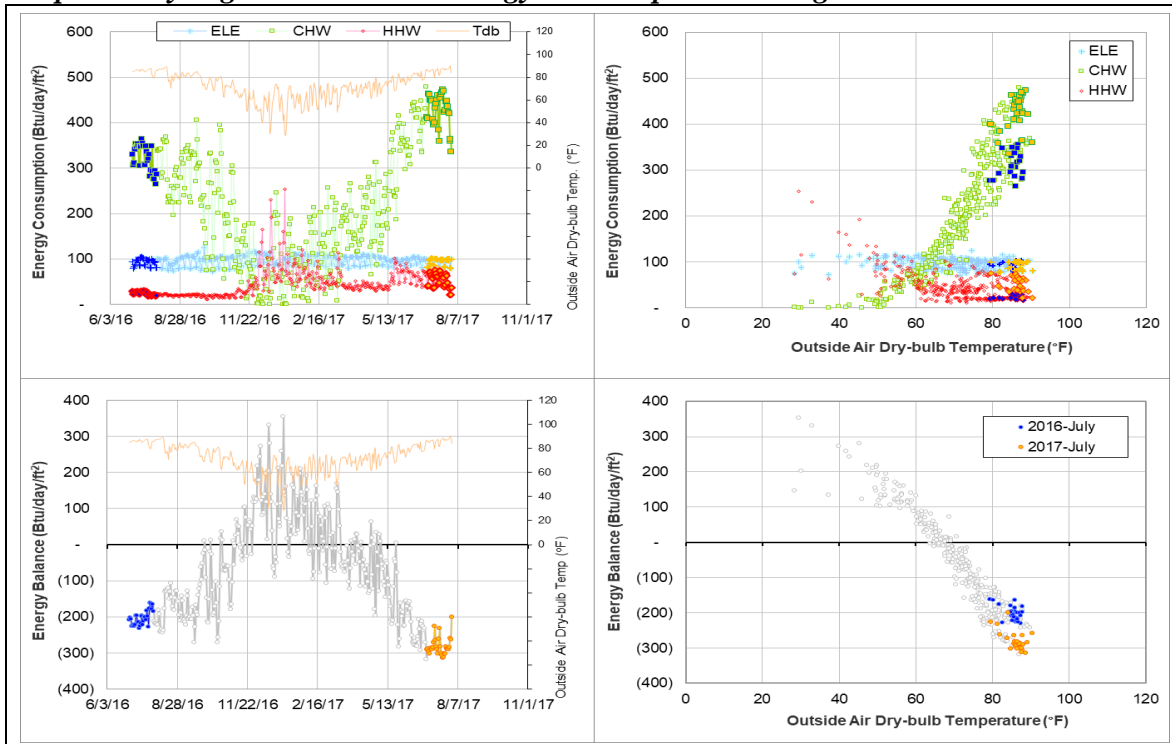 ELE CHW HHW Tdb
600
500
400
300
200
100
-
Energy Consumption (Btu/day/ft²)
120
100
80
60
40
20
0
Outside Air Dry-bulb Temp. (°F)
6/3/16 8/28/16 11/22/16 2/16/17 5/13/17 8/7/17 11/1/17
ELE
CHW
HHW
600
500
400
300
200
100
-
Energy Consumption (Btu/day/ft²)
0 20 40 60 80 100 120
Outside Air Dry-bulb Temperature (°F)
400
300
200
100
-
(100)
(200)
(300)
(400)
Energy Balance (Btu/day/ft²)
120
100
80
60
40
20
0
Outside Air Dry-bulb Temp (°F)
6/3/16 8/28/16 11/22/16 2/16/17 5/13/17 8/7/17 11/1/17
2016-July
2017-July
400
300
200
100
-
(100)
(200)
(300)
(400)
Energy Balance (Btu/day/ft²)
0 20 40 60 80 100 120
Outside Air Dry-bulb Temperature (°F)